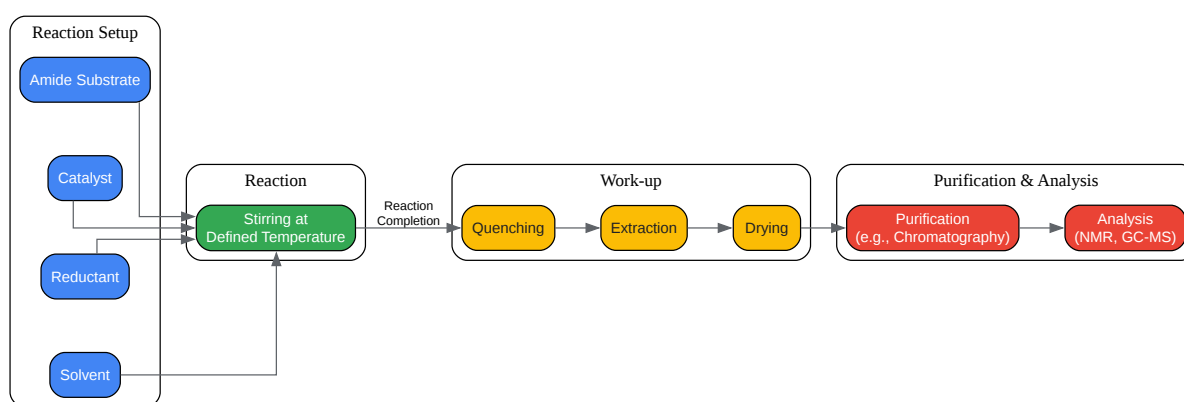 Reaction Setup
Amide Substrate
Catalyst
Reductant
Solvent
Reaction
Stirring at
Defined Temperature
Reaction
Completion
Work-up
Quenching
Extraction
Drying
Purification & Analysis
Purification
(e.g., Chromatography)
Analysis
(NMR, GC-MS)